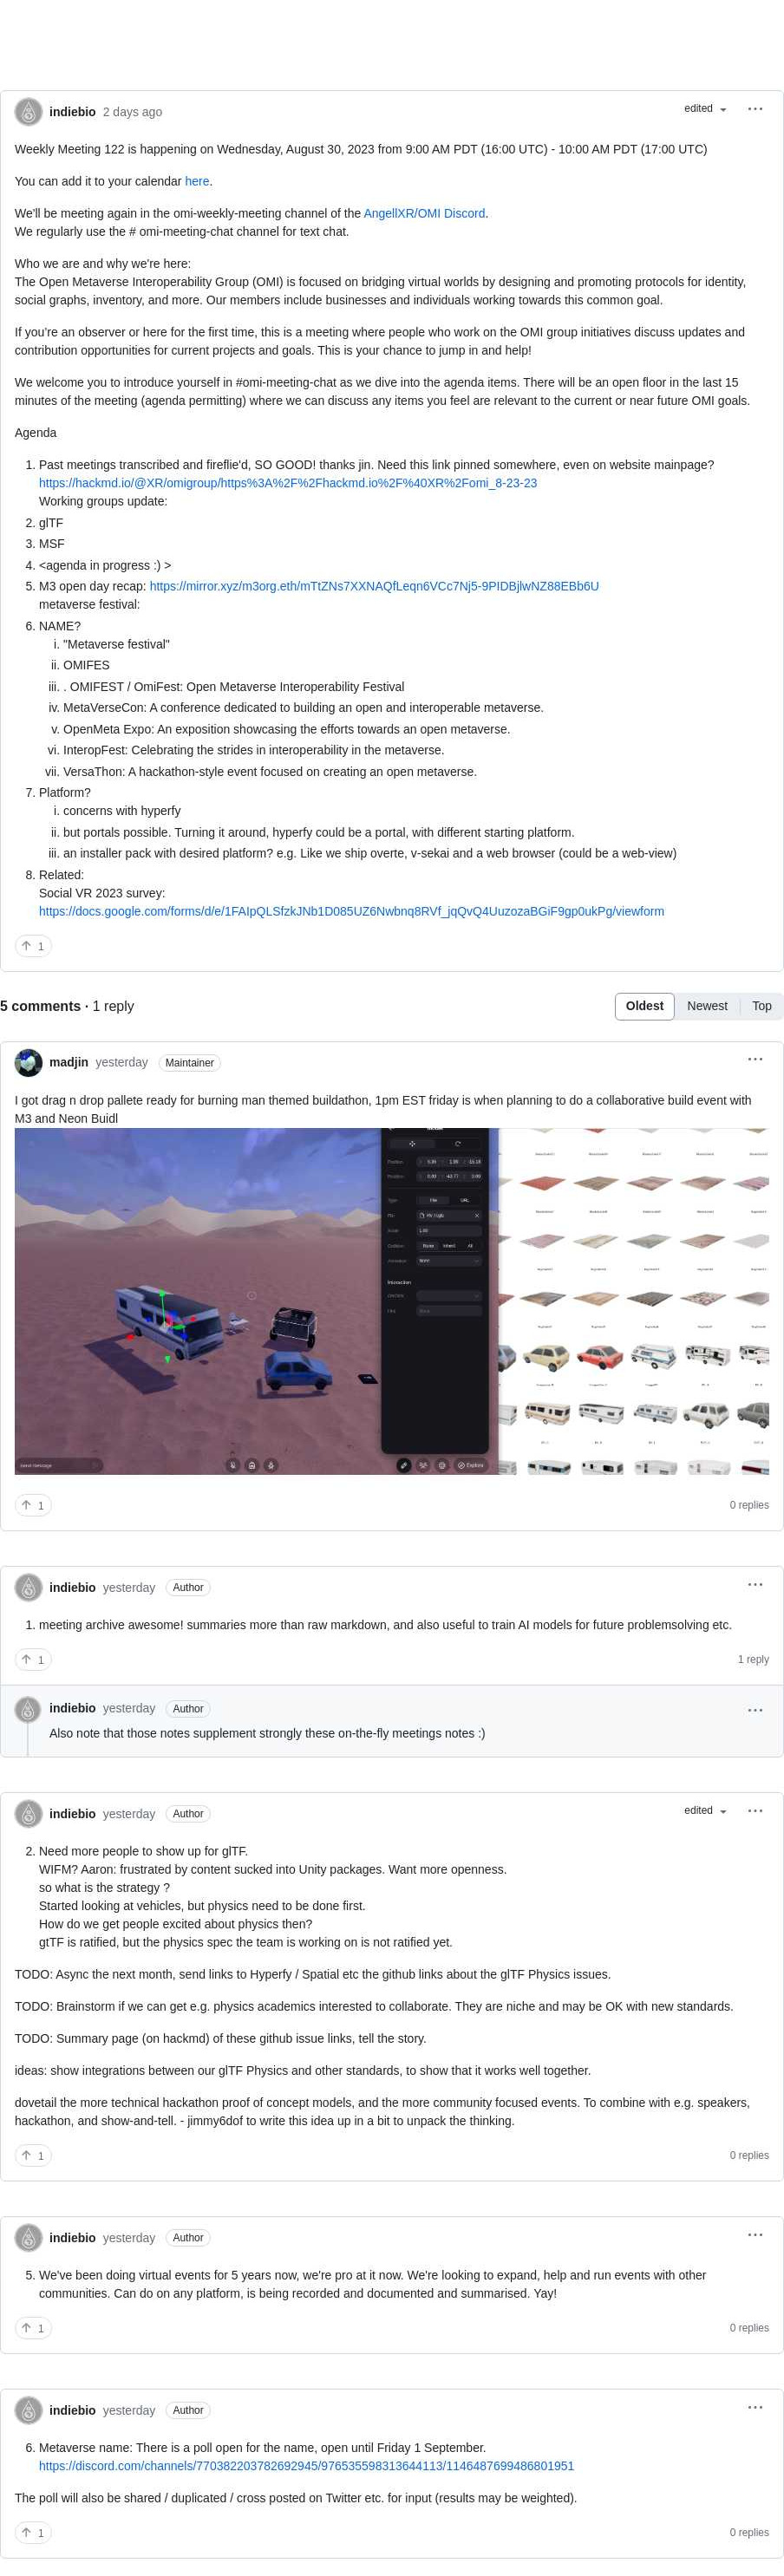 indiebio 2 days ago
edited
Weekly Meeting 122 is happening on Wednesday, August 30, 2023 from 9:00 AM PDT (16:00 UTC) - 10:00 AM PDT (17:00 UTC)
You can add it to your calendar here.
We'll be meeting again in the omi-weekly-meeting channel of the AngellXR/OMI Discord.
We regularly use the # omi-meeting-chat channel for text chat.
Who we are and why we're here:
The Open Metaverse Interoperability Group (OMI) is focused on bridging virtual worlds by designing and promoting protocols for identity,
social graphs, inventory, and more. Our members include businesses and individuals working towards this common goal.
If you're an observer or here for the first time, this is a meeting where people who work on the OMI group initiatives discuss updates and
contribution opportunities for current projects and goals. This is your chance to jump in and help!
We welcome you to introduce yourself in #omi-meeting-chat as we dive into the agenda items. There will be an open floor in the last 15
minutes of the meeting (agenda permitting) where we can discuss any items you feel are relevant to the current or near future OMI goals.
Agenda
1. Past meetings transcribed and fireflie'd, SO GOOD! thanks jin. Need this link pinned somewhere, even on website mainpage?
https://hackmd.io/@XR/omigroup/https%3A%2F%2Fhackmd.io%2F%40XR%2Fomi_8-23-23
Working groups update:
2. glTF
3. MSF
4. <agenda in progress :) >
5. M3 open day recap: https://mirror.xyz/m3org.eth/mTtZNs7XXNAQfLeqn6VCc7Nj5-9PIDBjlwNZ88EBb6U
metaverse festival:
6. NAME?
i. "Metaverse festival"
ii. OMIFES
iii. . OMIFEST / OmiFest: Open Metaverse Interoperability Festival
iv. MetaVerseCon: A conference dedicated to building an open and interoperable metaverse.
v. OpenMeta Expo: An exposition showcasing the efforts towards an open metaverse.
vi. InteropFest: Celebrating the strides in interoperability in the metaverse.
vii. VersaThon: A hackathon-style event focused on creating an open metaverse.
7. Platform?
i. concerns with hyperfy
ii. but portals possible. Turning it around, hyperfy could be a portal, with different starting platform.
iii. an installer pack with desired platform? e.g. Like we ship overte, v-sekai and a web browser (could be a web-view)
8. Related:
Social VR 2023 survey:
https://docs.google.com/forms/d/e/1FAIpQLSfzkJNb1D085UZ6Nwbnq8RVf_jqQvQ4UuzozaBGiF9gp0ukPg/viewform
1
5 comments · 1 reply
Oldest Newest Top
madjin yesterday Maintainer
I got drag n drop pallete ready for burning man themed buildathon, 1pm EST friday is when planning to do a collaborative build event with
M3 and Neon Buidl
Position
Type
File URL
File
Scale
Collision None
Animation None
Interaction
Send message
Explore
1
0 replies
indiebio yesterday Author
1. meeting archive awesome! summaries more than raw markdown, and also useful to train AI models for future problemsolving etc.
1
1 reply
indiebio yesterday Author
Also note that those notes supplement strongly these on-the-fly meetings notes :)
indiebio yesterday Author
edited
2. Need more people to show up for glTF.
WIFM? Aaron: frustrated by content sucked into Unity packages. Want more openness.
so what is the strategy ?
Started looking at vehicles, but physics need to be done first.
How do we get people excited about physics then?
gtTF is ratified, but the physics spec the team is working on is not ratified yet.
TODO: Async the next month, send links to Hyperfy / Spatial etc the github links about the glTF Physics issues.
TODO: Brainstorm if we can get e.g. physics academics interested to collaborate. They are niche and may be OK with new standards.
TODO: Summary page (on hackmd) of these github issue links, tell the story.
ideas: show integrations between our glTF Physics and other standards, to show that it works well together.
dovetail the more technical hackathon proof of concept models, and the more community focused events. To combine with e.g. speakers,
hackathon, and show-and-tell. - jimmy6dof to write this idea up in a bit to unpack the thinking.
1
0 replies
indiebio yesterday Author
5. We've been doing virtual events for 5 years now, we're pro at it now. We're looking to expand, help and run events with other
communities. Can do on any platform, is being recorded and documented and summarised. Yay!
1
0 replies
indiebio yesterday Author
6. Metaverse name: There is a poll open for the name, open until Friday 1 September.
https://discord.com/channels/770382203782692945/976535598313644113/1146487699486801951
The poll will also be shared / duplicated / cross posted on Twitter etc. for input (results may be weighted).
1
0 replies